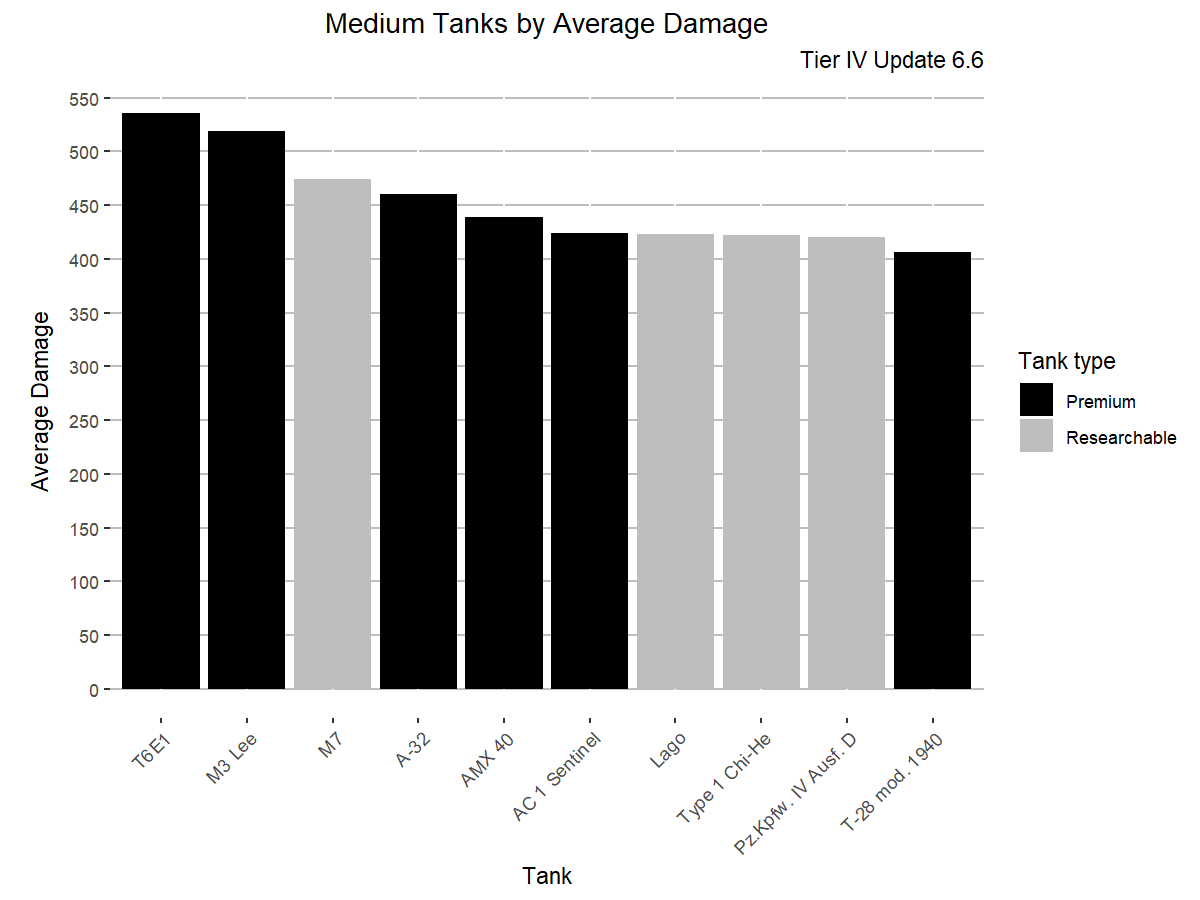 Medium Tanks by Average Damage
Tier IV Update 6.6
550
500
450
400
350
300
250
200
150
100
50
0
Average Damage
T6E1
M3 Lee
M7
A-32
AMX 40
AC 1 Sentinel
Lago
Type 1 Chi-He
Pz.Kpfw. IV Ausf. D
T-28 mod. 1940
Tank
Tank type
Premium
Researchable